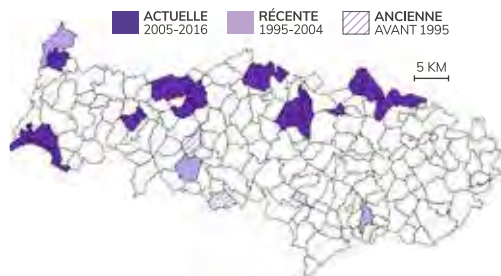 ACTUELLE
2005-2016
RÉCENTE
1995-2004
ANCIENNE
AVANT 1995
5 KM